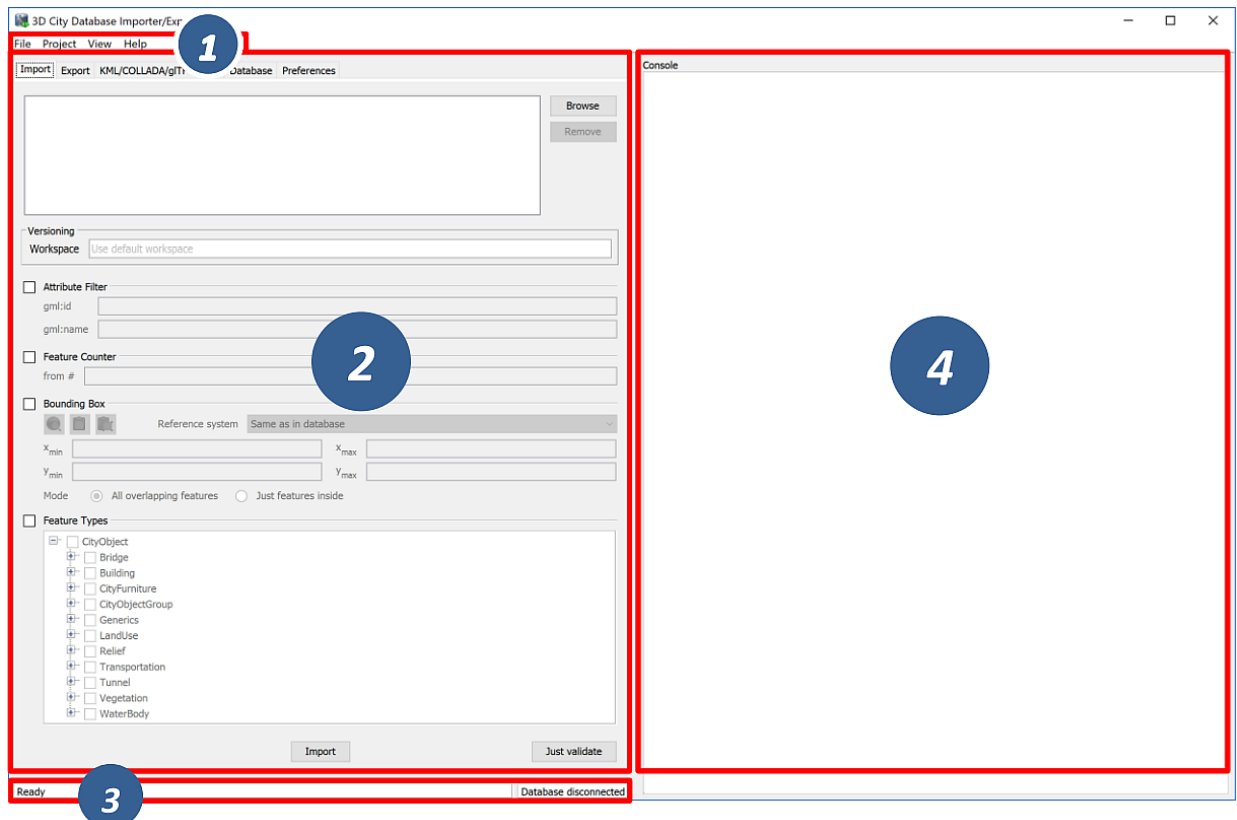 3D City Database Importer/Exp
File Project View Help
1
Import Export KML/COLLADA/glT Database Preferences
Console
Browse
Remove
Versioning
Workspace Use default workspace
Attribute Filter
gml:id
gml:name
2
Feature Counter
from #
4
Bounding Box
Reference system Same as in database
xmin xmax
ymin ymax
Mode All overlapping features Just features inside
Feature Types
CityObject
Bridge
Building
CityFurniture
CityObjectGroup
Generics
LandUse
Relief
Transportation
Tunnel
Vegetation
WaterBody
Import Just validate
Ready Database disconnected
3